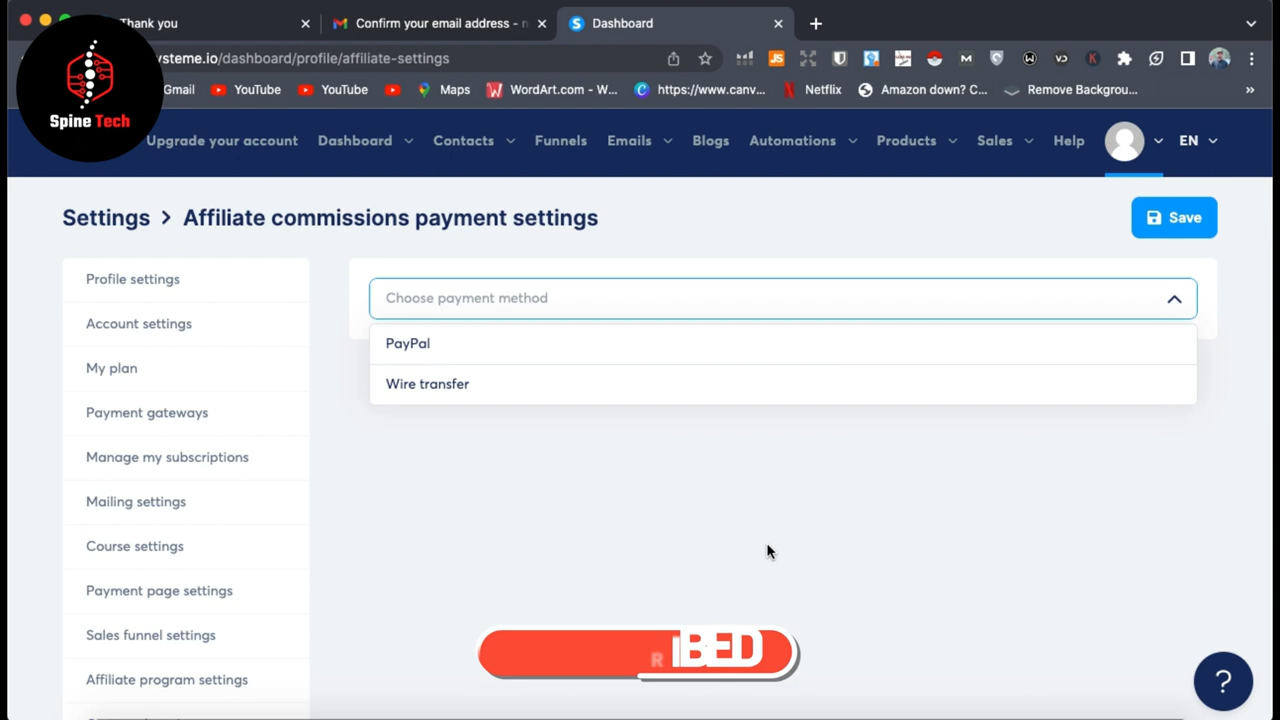 Thank you
Confirm your email address - n
Dashboard
ysteme.io/dashboard/profile/affiliate-settings
Gmail
YouTube
YouTube
Maps
WordArt.com - W...
https://www.canv...
Netflix
Amazon down? C...
Remove Backgrou...
»
Spine Tech
Upgrade your account
Dashboard
Contacts
Funnels
Emails
Blogs
Automations
Products
Sales
Help
EN
Settings > Affiliate commissions payment settings
Save
Profile settings
Account settings
My plan
Payment gateways
Manage my subscriptions
Mailing settings
Course settings
Payment page settings
Sales funnel settings
Affiliate program settings
Choose payment method
PayPal
Wire transfer
R iBED
?